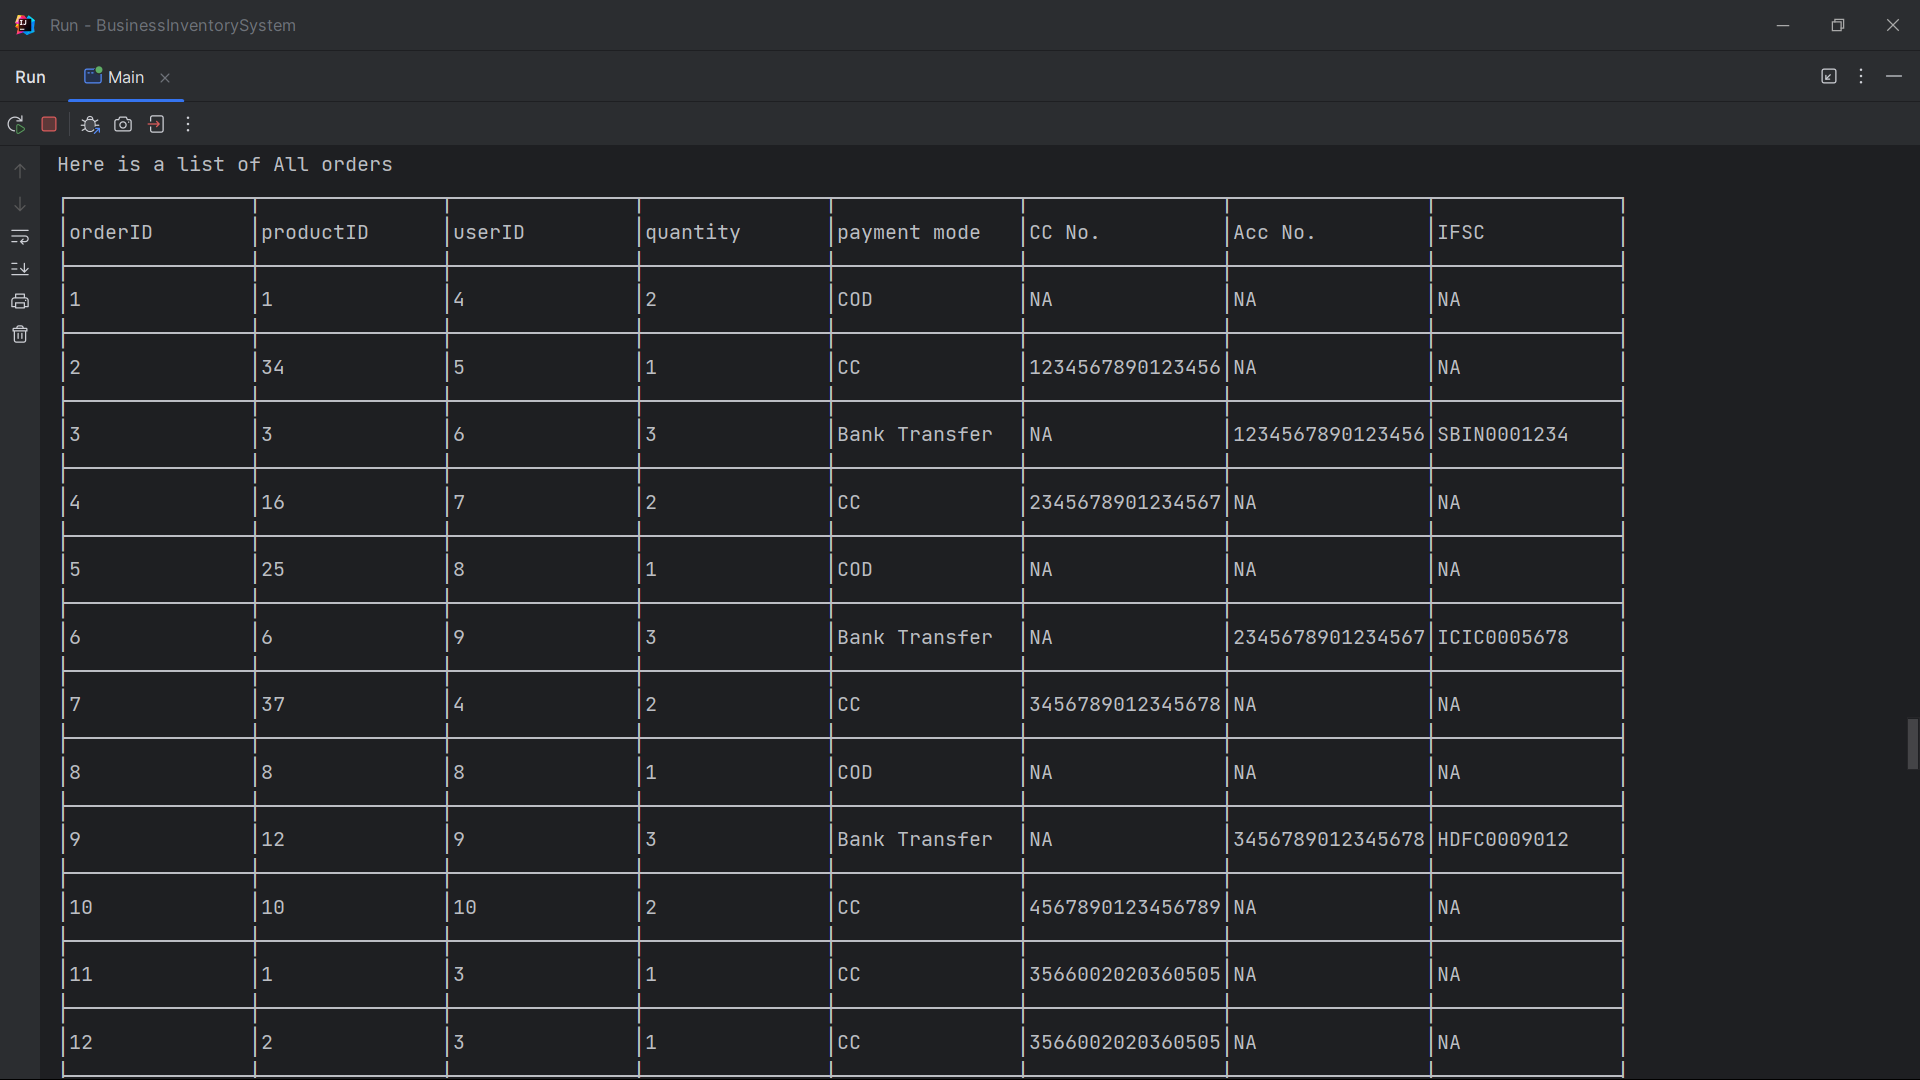 Run - BusinessInventorySystem
Run Main
Here is a list of All orders
orderID productID userID quantity payment mode CC No. Acc No. IFSC
1 1 4 2 COD NA NA NA
2 34 5 1 CC 1234567890123456 NA NA
3 3 6 3 Bank Transfer NA 1234567890123456 SBIN0001234
4 16 7 2 CC 2345678901234567 NA NA
5 25 8 1 COD NA NA NA
6 6 9 3 Bank Transfer NA 2345678901234567 ICIC0005678
7 37 4 2 CC 3456789012345678 NA NA
8 8 8 1 COD NA NA NA
9 12 9 3 Bank Transfer NA 3456789012345678 HDFC0009012
10 10 10 2 CC 4567890123456789 NA NA
11 1 3 1 CC 3566002020360505 NA NA
12 2 3 1 CC 3566002020360505 NA NA